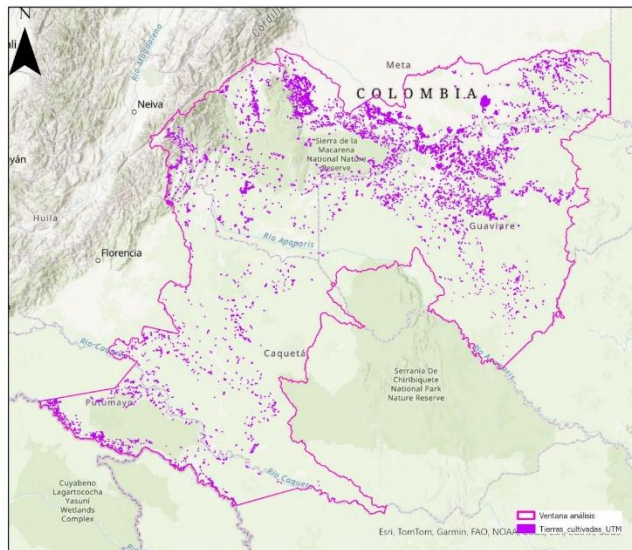 N
Río Magdalena
Meta
COLOMBIA
Neiva
Sierra de la
Macarena
National Nature
Reserve
yán
Huila
Guaviare
Río Apaporis
Florencia
Caquetá
Río Apaporis
Serrania De
Chiribiquete
National Park
Nature Reserve
Putumayo
Río Caquetá
Cuyabeno
Lagartococha
Yasuni
Wetlands
Complex
Ventana análisis
Tierras_cultivadas_UTM
Esri, TomTom, Garmin, FAO, NOAA